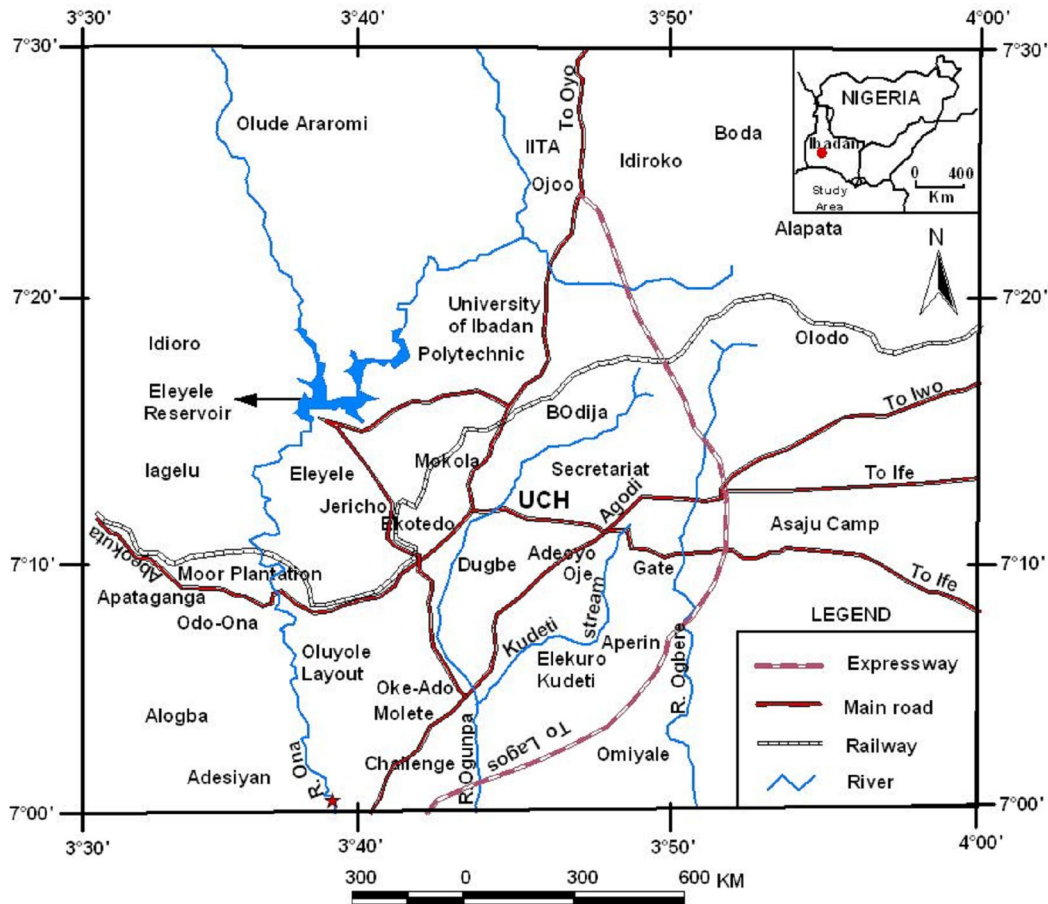 3°30' 3°40' 3°50' 4°00'
7°30' 7°30'
To Oyo
NIGERIA
Ibadan
0 400
Km
Study
Area
Olude Araromi
Boda
IITA
Idiroko
Ojoo
Alapata
N
7°20' 7°20'
University
of Ibadan
Polytechnic
Olodo
Idioro
Eleyele
Reservoir
BOdija
To Iwo
Iagelu
Eleyele
Mokola
Secretariat
To Ife
Jericho
UCH
Agodi
Ekotedo
Asaju Camp
Abeokuta
Adeoyo
7°10' 7°10'
Moor Plantation
Dugbe
Oje
Gate
To Ife
Apataganga
stream
LEGEND
Odo-Ona
Kudeti
Aperin
R. Ogbere
Oluyole
Layout
Elekuro
Kudeti
Expressway
Oke-Ado
Molete
Main road
Alogba
To Lagos
Omiyale
Railway
Challenge
Adesiyan
R. Ona
R. Ogunpa
River
7°00' 7°00'
3°30' 3°40' 3°50' 4°00'
300 0 600 KM